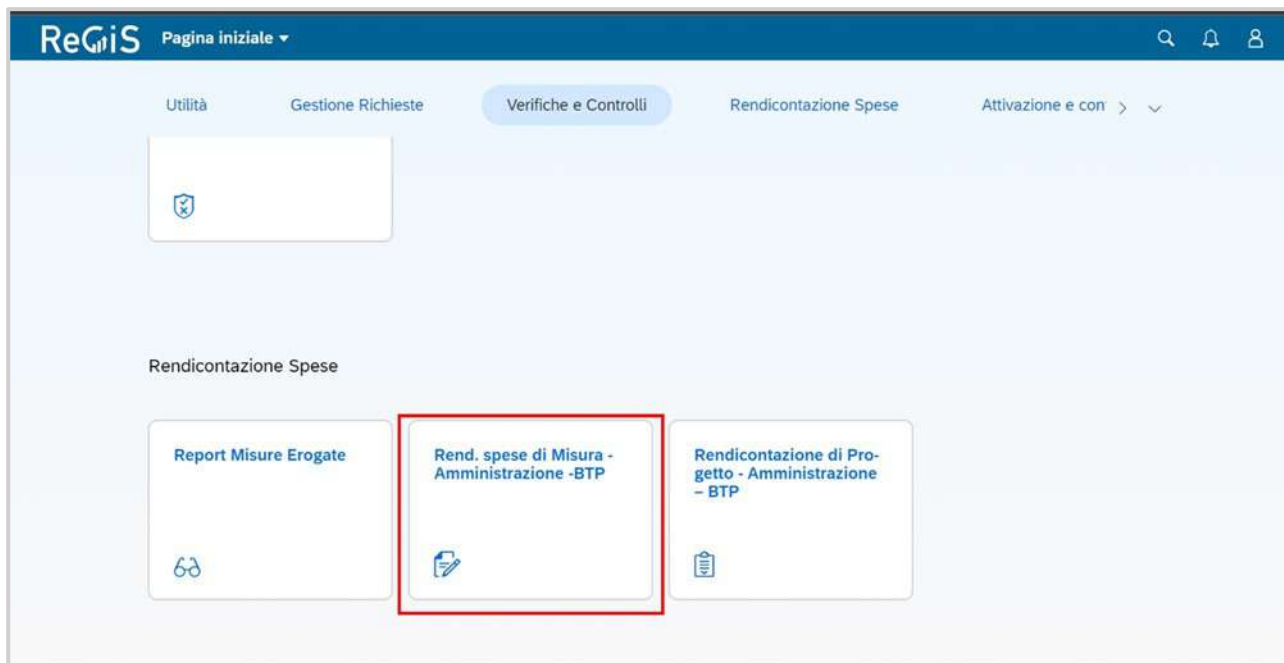 ReGiS Pagina iniziale
Utilità Gestione Richieste Verifiche e Controlli Rendicontazione Spese Attivazione e con
Rendicontazione Spese
Report Misure Erogate
Rend. spese di Misura -
Amministrazione -BTP
Rendicontazione di Pro-
getto - Amministrazione
– BTP